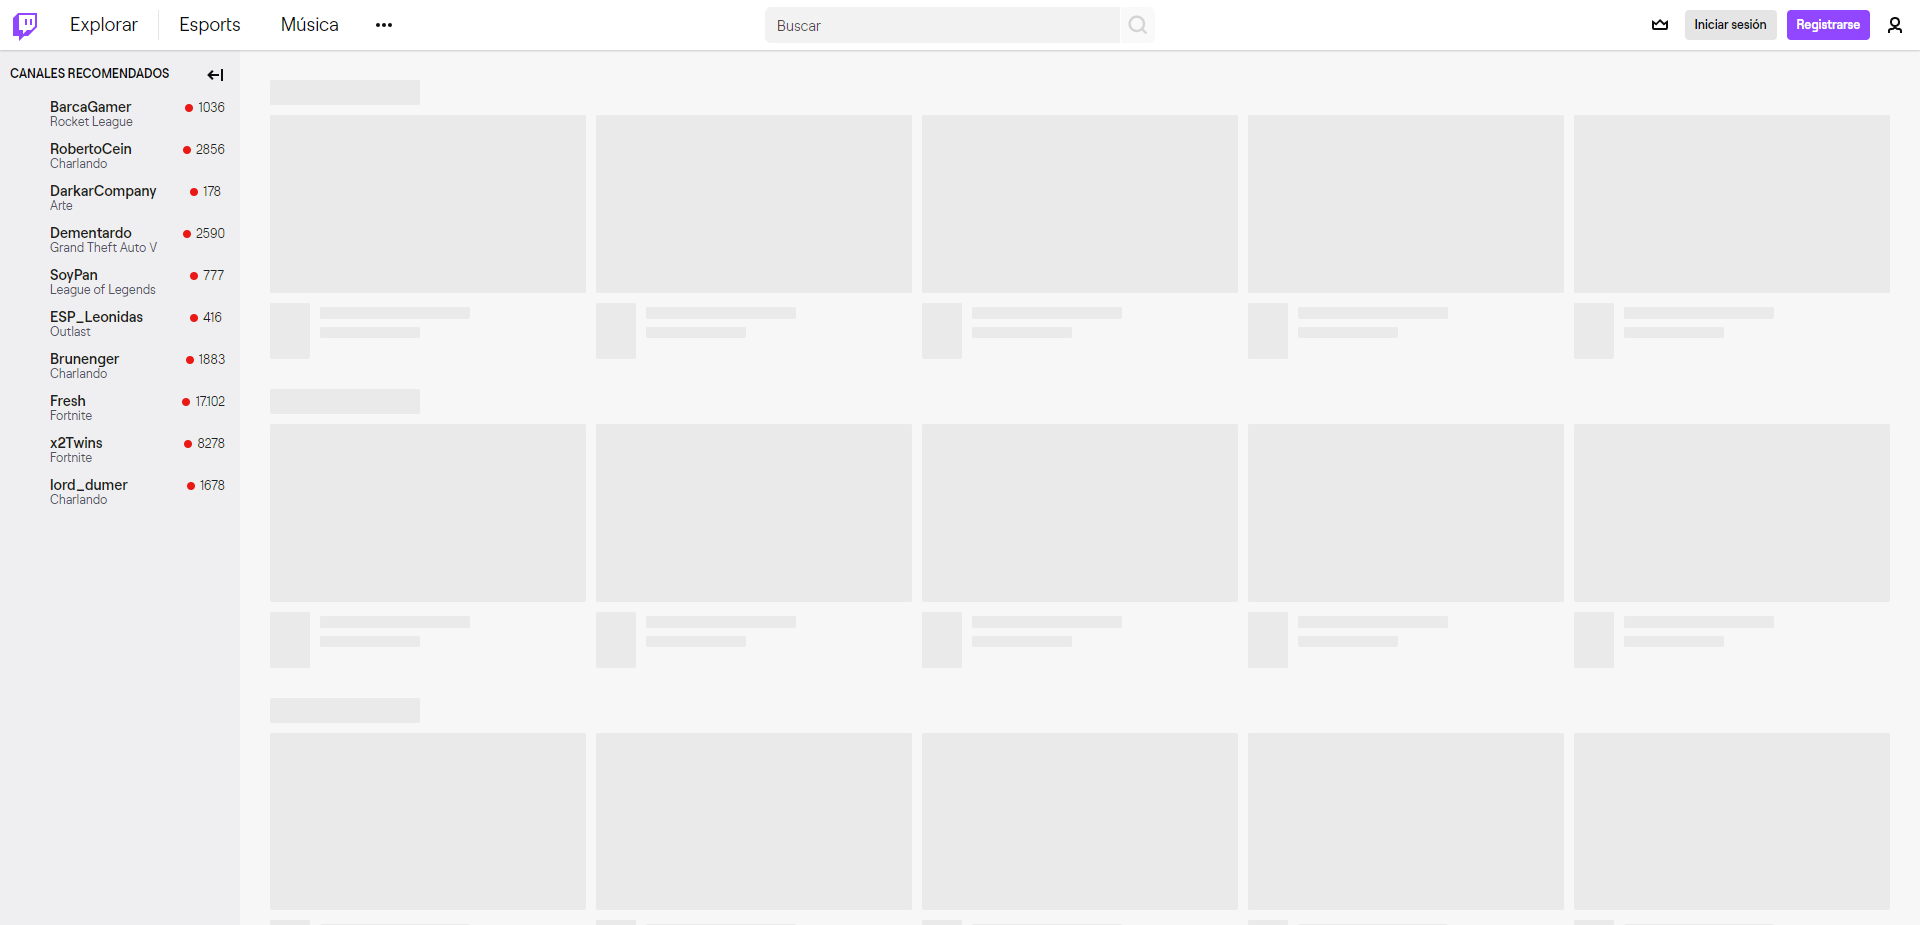 Explorar
Esports
Música
Buscar
Iniciar sesión
Registrarse
CANALES RECOMENDADOS
BarcaGamer 1036
Rocket League
RobertoCein 2856
Charlando
DarkarCompany 178
Arte
Dementardo 2590
Grand Theft Auto V
SoyPan 777
League of Legends
ESP_Leonidas 416
Outlast
Brunenger 1883
Charlando
Fresh 17.102
Fortnite
x2Twins 8278
Fortnite
lord_dumer 1678
Charlando